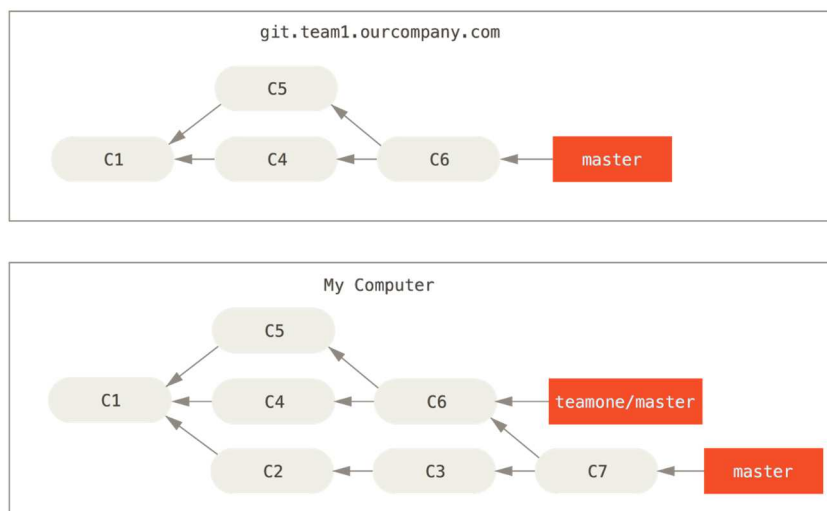 git.team1.ourcompany.com
C5
C1 C4 C6 master
My Computer
C5
C1 C4 C6 teamone/master
C2 C3 C7 master